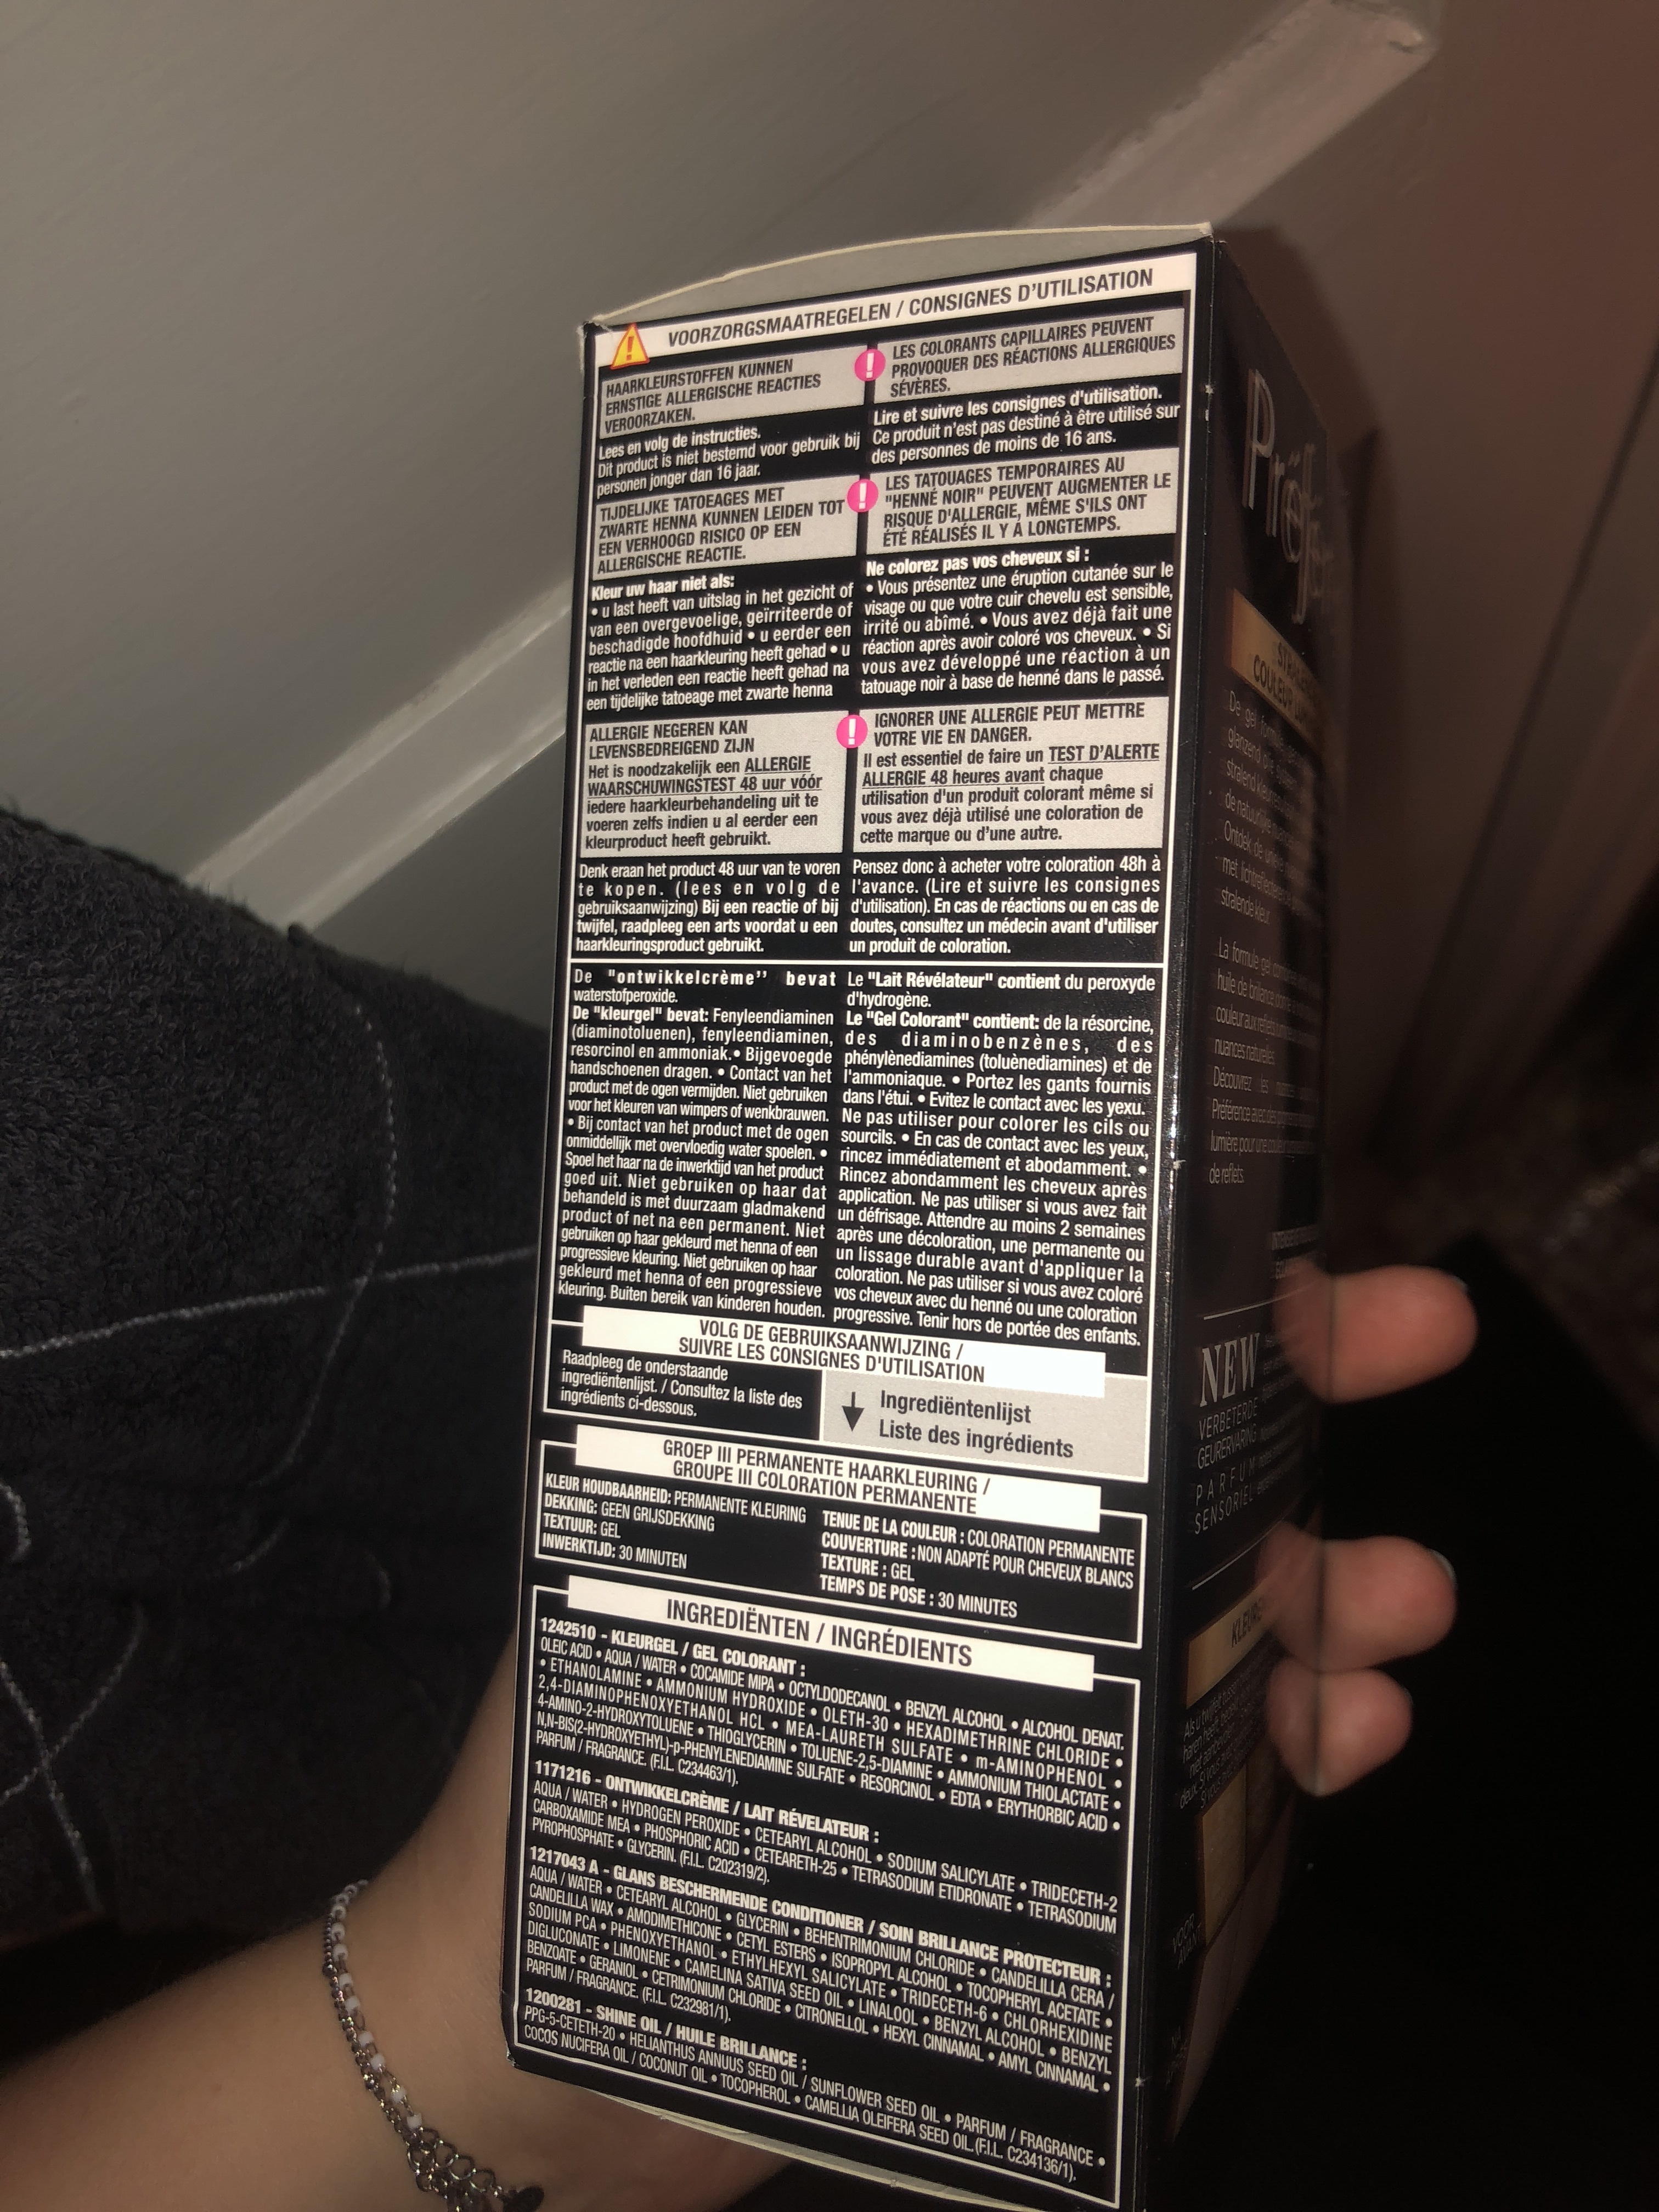 VOORZORGSMAATREGELEN / CONSIGNES D'UTILISATION
HAARKLEURSTOFFEN KUNNEN
ERNSTIGE ALLERGISCHE REACTIES
VEROORZAKEN.
Lees en volg de instructies.
Dit product is niet bestemd voor gebruik bij
personen jonger dan 16 jaar.
TIJDELIJKE TATOEAGES MET
ZWARTE HENNA KUNNEN LEIDEN TOT
EEN VERHOOGD RISICO OP EEN
ALLERGISCHE REACTIE.
Kleur uw haar niet als:
• u last heeft van uitslag in het gezicht of
van een overgevoelige, geïrriteerde of
beschadigde hoofdhuid • u eerder een
reactie na een haarkleuring heeft gehad • u
in het verleden een reactie heeft gehad na
een tijdelijke tatoeage met zwarte henna
ALLERGIE NEGEREN KAN
LEVENSBEDREIGEND ZIJN
Het is noodzakelijk een ALLERGIE
WAARSCHUWINGSTEST 48 uur vóór
iedere haarkleurbehandeling uit te
voeren zelfs indien u al eerder een
kleurproduct heeft gebruikt.
Denk eraan het product 48 uur van te voren
te kopen. (lees en volg de
gebruiksaanwijzing) Bij een reactie of bij
twijfel, raadpleeg een arts voordat u een
haarkleuringsproduct gebruikt.
LES COLORANTS CAPILLAIRES PEUVENT
PROVOQUER DES RÉACTIONS ALLERGIQUES
SÉVÈRES.
Lire et suivre les consignes d'utilisation.
Ce produit n'est pas destiné à être utilisé sur
des personnes de moins de 16 ans.
LES TATOUAGES TEMPORAIRES AU
"HENNÉ NOIR" PEUVENT AUGMENTER LE
RISQUE D'ALLERGIE, MÊME S'ILS ONT
ÉTÉ RÉALISÉS IL Y A LONGTEMPS.
Ne colorez pas vos cheveux si :
• Vous présentez une éruption cutanée sur le
visage ou que votre cuir chevelu est sensible,
irrité ou abîmé. • Vous avez déjà fait une
réaction après avoir coloré vos cheveux. • Si
vous avez développé une réaction à un
tatouage noir à base de henné dans le passé.
IGNORER UNE ALLERGIE PEUT METTRE
VOTRE VIE EN DANGER.
Il est essentiel de faire un TEST D'ALERTE
ALLERGIE 48 heures avant chaque
utilisation d'un produit colorant même si
vous avez déjà utilisé une coloration de
cette marque ou d'une autre.
Pensez donc à acheter votre coloration 48h à
l'avance. (Lire et suivre les consignes
d'utilisation). En cas de réactions ou en cas de
doutes, consultez un médecin avant d'utiliser
un produit de coloration.
De "ontwikkelcrème" bevat
waterstofperoxide.
De "kleurgel" bevat: Fenyleendiaminen
(diaminotoluenen), fenyleendiaminen,
resorcinol en ammoniak.• Bijgevoegde
handschoenen dragen. • Contact van het
product met de ogen vermijden. Niet gebruiken
voor het kleuren van wimpers of wenkbrauwen.
• Bij contact van het product met de ogen
onmiddellijk met overvloedig water spoelen. •
Spoel het haar na de inwerktijd van het product
goed uit. Niet gebruiken op haar dat
behandeld is met duurzaam gladmakend
product of net na een permanent. Niet
gebruiken op haar gekleurd met henna of een
progressieve kleuring. Niet gebruiken op haar
gekleurd met henna of een progressieve
kleuring. Buiten bereik van kinderen houden.
Le "Lait Révélateur" contient du peroxyde
d'hydrogène.
Le "Gel Colorant" contient: de la résorcine,
des diaminobenzènes, des
phénylènediamines (toluènediamines) et de
l'ammoniaque. • Portez les gants fournis
dans l'étui. • Evitez le contact avec les yexu.
Ne pas utiliser pour colorer les cils ou
sourcils. • En cas de contact avec les yeux,
rincez immédiatement et abodamment. •
Rincez abondamment les cheveux après
application. Ne pas utiliser si vous avez fait
un défrisage. Attendre au moins 2 semaines
après une décoloration, une permanente ou
un lissage durable avant d'appliquer la
coloration. Ne pas utiliser si vous avez coloré
vos cheveux avec du henné ou une coloration
progressive. Tenir hors de portée des enfants.
VOLG DE GEBRUIKSAANWIJZING /
SUIVRE LES CONSIGNES D'UTILISATION
Raadpleeg de onderstaande
ingrediëntenlijst. / Consultez la liste des
ingrédients ci-dessous.
Ingrediëntenlijst
Liste des ingrédients
GROEP III PERMANENTE HAARKLEURING /
GROUPE III COLORATION PERMANENTE
KLEUR HOUDBAARHEID: PERMANENTE KLEURING
DEKKING: GEEN GRIJSDEKKING
TEXTUUR: GEL
INWERKTIJD: 30 MINUTEN
TENUE DE LA COULEUR : COLORATION PERMANENTE
COUVERTURE : NON ADAPTÉ POUR CHEVEUX BLANCS
TEXTURE : GEL
TEMPS DE POSE : 30 MINUTES
INGREDIËNTEN / INGRÉDIENTS
1242510 - KLEURGEL / GEL COLORANT :
OLEIC ACID • AQUA / WATER • COCAMIDE MIPA • OCTYLDODECANOL • BENZYL ALCOHOL • ALCOHOL DENAT.
• ETHANOLAMINE • AMMONIUM HYDROXIDE • OLETH-30 • HEXADIMETHRINE CHLORIDE •
2,4-DIAMINOPHENOXYETHANOL HCL • MEA-LAURETH SULFATE • m-AMINOPHENOL •
4-AMINO-2-HYDROXYTOLUENE • THIOGLYCERIN • TOLUENE-2,5-DIAMINE • AMMONIUM THIOLACTATE •
N,N-BIS(2-HYDROXYETHYL)-p-PHENYLENEDIAMINE SULFATE • RESORCINOL • EDTA • ERYTHORBIC ACID •
PARFUM / FRAGRANCE. (F.I.L. C234463/1).
1171216 - ONTWIKKELCRÈME / LAIT RÉVELATEUR :
AQUA / WATER • HYDROGEN PEROXIDE • CETEARYL ALCOHOL • SODIUM SALICYLATE • TRIDECETH-2
CARBOXAMIDE MEA • PHOSPHORIC ACID • CETEARETH-25 • TETRASODIUM ETIDRONATE • TETRASODIUM
PYROPHOSPHATE • GLYCERIN. (F.I.L. C202319/2).
1217043 A - GLANS BESCHERMENDE CONDITIONER / SOIN BRILLANCE PROTECTEUR :
AQUA / WATER • CETEARYL ALCOHOL • GLYCERIN • BEHENTRIMONIUM CHLORIDE • CANDELILLA CERA /
CANDELILLA WAX • AMODIMETHICONE • CETYL ESTERS • ISOPROPYL ALCOHOL • TOCOPHERYL ACETATE •
SODIUM PCA • PHENOXYETHANOL • ETHYLHEXYL SALICYLATE • TRIDECETH-6 • CHLORHEXIDINE
DIGLUCONATE • LIMONENE • CAMELINA SATIVA SEED OIL • LINALOOL • BENZYL ALCOHOL • BENZYL
BENZOATE • GERANIOL • CETRIMONIUM CHLORIDE • CITRONELLOL • HEXYL CINNAMAL • AMYL CINNAMAL •
PARFUM / FRAGRANCE. (F.I.L. C232981/1).
1200281 - SHINE OIL / HUILE BRILLANCE :
PPG-5-CETETH-20 • HELIANTHUS ANNUUS SEED OIL / SUNFLOWER SEED OIL • PARFUM / FRAGRANCE •
COCOS NUCIFERA OIL / COCONUT OIL • TOCOPHEROL • CAMELLIA OLEIFERA SEED OIL. (F.I.L. C234136/1).
De gel
glanzend
de natuurlijke
Ontdek de
stralende kleur.
La formule gel
huile de brillance
couleur aux reflets
nuances naturelles.
Découvrez les
Préférence avec
lumière pour une
de reflets.
NEW
VERBETERDE
GEURERVARING
PARFUM
SENSORIEL